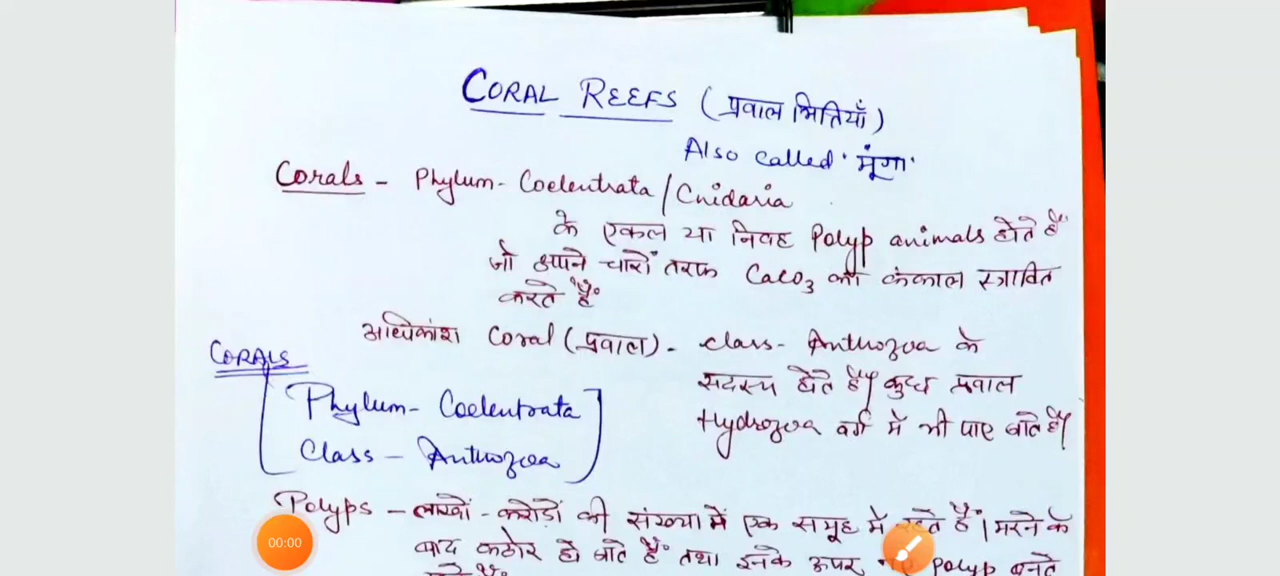 CORAL REEFS (प्रवाल भितियाँ)
Also called 'मूंगा'
Corals - Phylum- Coelentrata/Cnidaria
के एकल या निवह Polyp animals होते हैं
जो अपने चारों तरफ CaCO3 का कंकाल स्त्रावित
करते हैं
अधिकांश Coral (प्रवाल) - class- Anthozoa के
सदस्य होते हैं। कुछ प्रवाल
Hydrozoa वर्ग में भी पाए जाते हैं।
CORALS
Phylum- Coelentrata
Class - Anthozoa
Polyps - लाखों - करोड़ों की संख्या में एक समूह में रहते हैं। मरने के
बाद कठोर हो जाते हैं तथा इनके ऊपर Polyp बनते
00:00